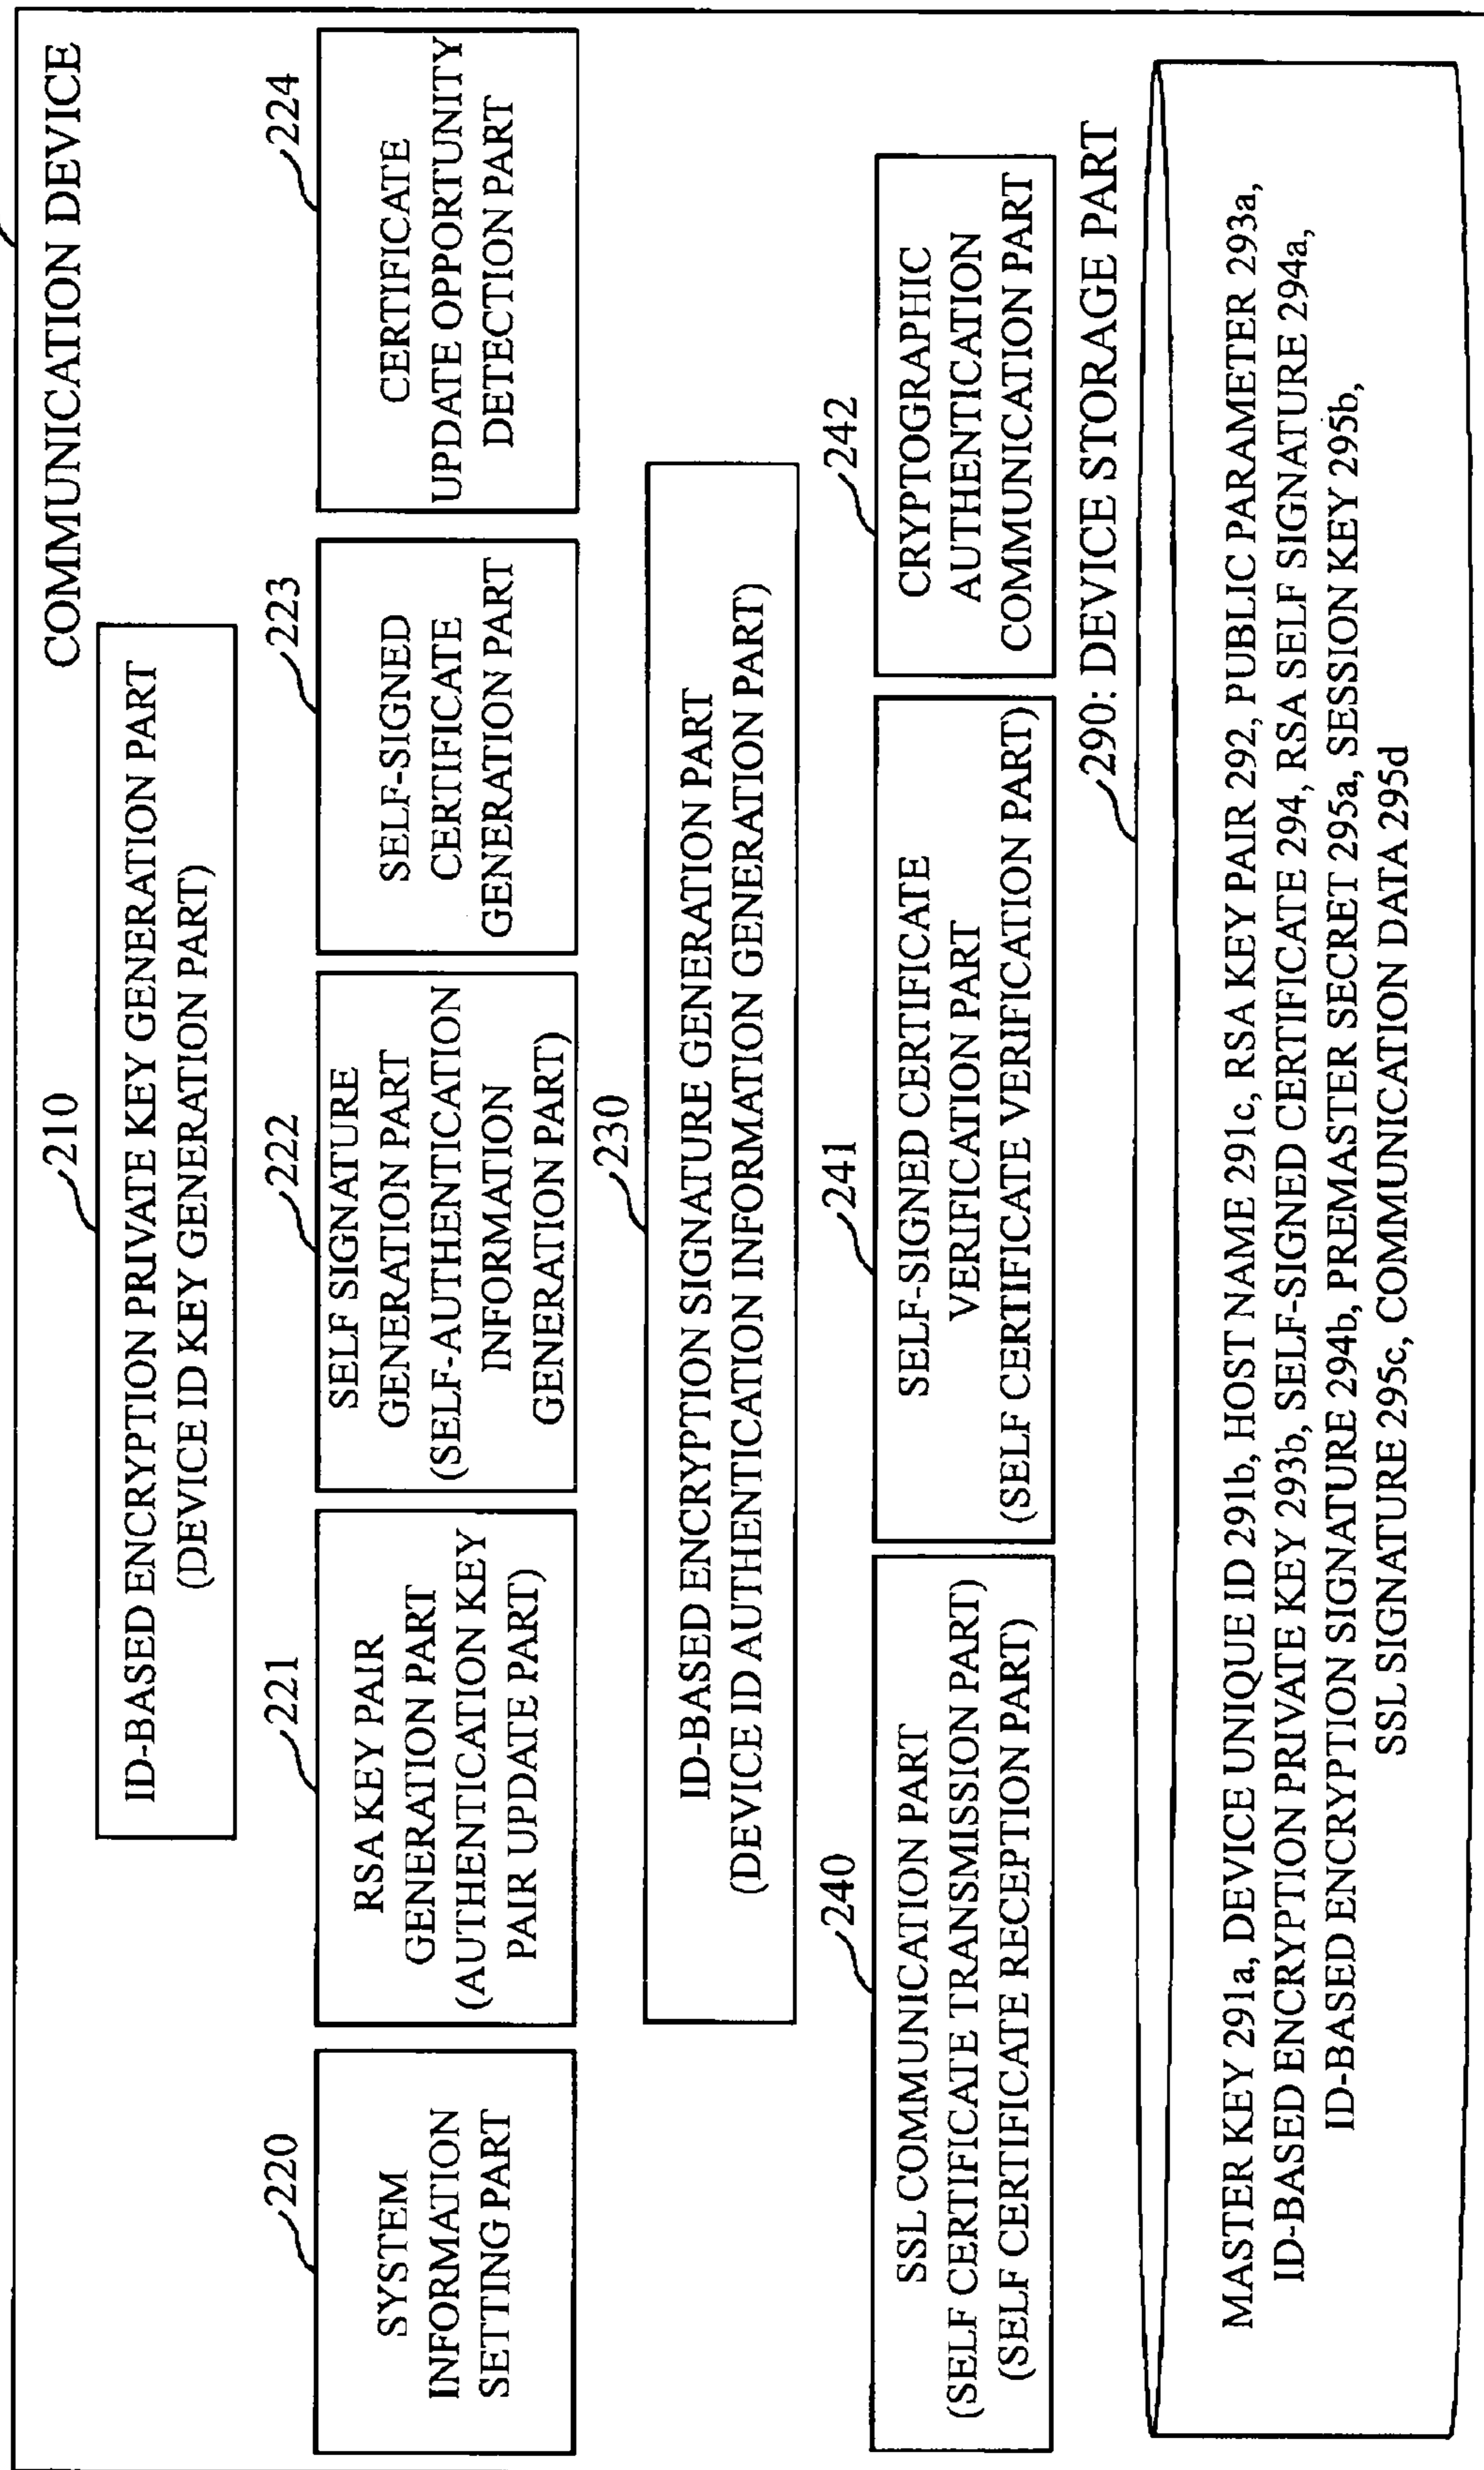 COMMUNICATION DEVICE
210
ID-BASED ENCRYPTION PRIVATE KEY GENERATION PART
(DEVICE ID KEY GENERATION PART)
220
SYSTEM
INFORMATION
SETTING PART
221
RSA KEY PAIR
GENERATION PART
(AUTHENTICATION KEY
PAIR UPDATE PART)
222
SELF SIGNATURE
GENERATION PART
(SELF-AUTHENTICATION
INFORMATION
GENERATION PART)
223
SELF-SIGNED
CERTIFICATE
GENERATION PART
224
CERTIFICATE
UPDATE OPPORTUNITY
DETECTION PART
230
ID-BASED ENCRYPTION SIGNATURE GENERATION PART
(DEVICE ID AUTHENTICATION INFORMATION GENERATION PART)
240
SSL COMMUNICATION PART
(SELF CERTIFICATE TRANSMISSION PART)
(SELF CERTIFICATE RECEPTION PART)
241
SELF-SIGNED CERTIFICATE
VERIFICATION PART
(SELF CERTIFICATE VERIFICATION PART)
242
CRYPTOGRAPHIC
AUTHENTICATION
COMMUNICATION PART
290: DEVICE STORAGE PART
MASTER KEY 291a, DEVICE UNIQUE ID 291b, HOST NAME 291c, RSA KEY PAIR 292, PUBLIC PARAMETER 293a,
ID-BASED ENCRYPTION PRIVATE KEY 293b, SELF-SIGNED CERTIFICATE 294, RSA SELF SIGNATURE 294a,
ID-BASED ENCRYPTION SIGNATURE 294b, PREMASTER SECRET 295a, SESSION KEY 295b,
SSL SIGNATURE 295c, COMMUNICATION DATA 295d